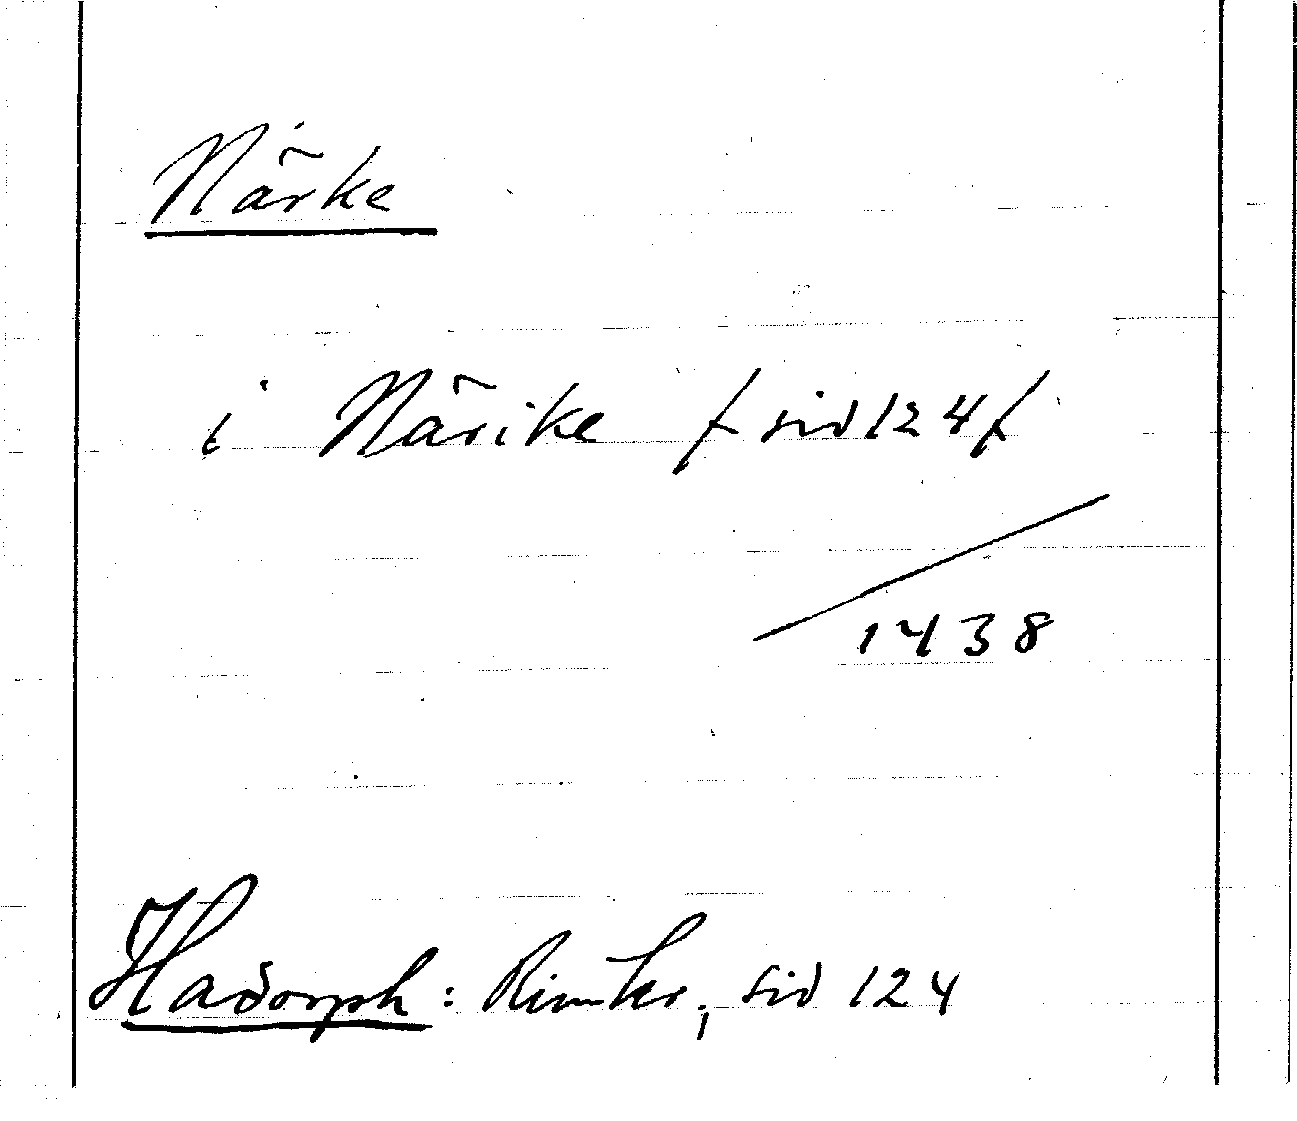 Närke
i Närike /sid 124/
1438
Hadorph: Rimkr, sid 124